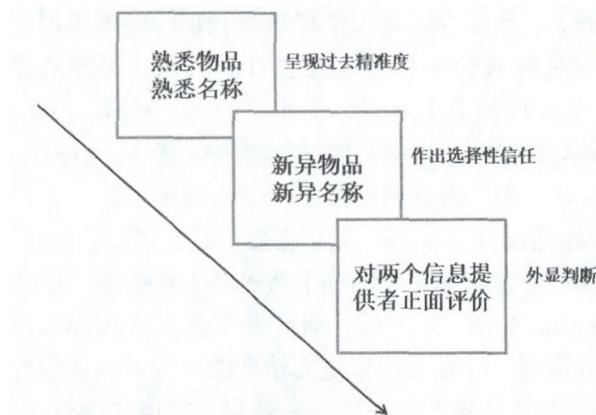 熟悉物品
熟悉名称
呈现过去精准度
新异物品
新异名称
作出选择性信任
对两个信息提
供者正面评价
外显判断